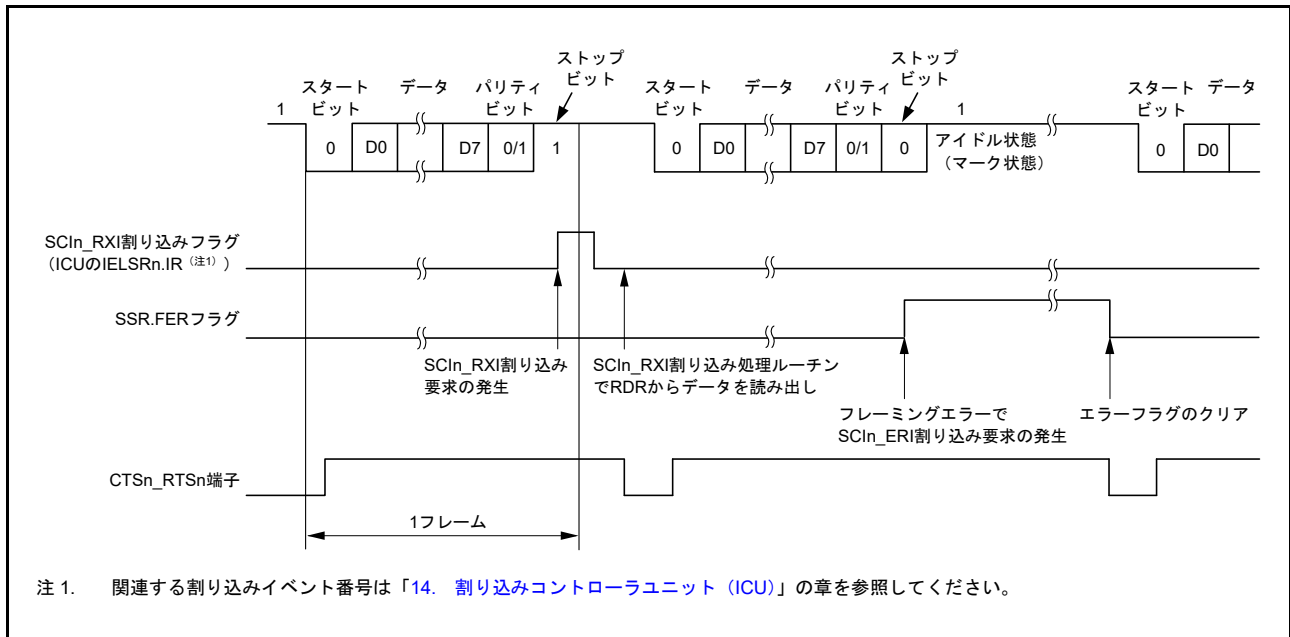 ストップ
ビット
スタート
ビット
データ
パリティ
ビット
1
0
D0
D7
0/1
1
スタート
ビット
データ
パリティ
ビット
ストップ
ビット
1
0
D0
D7
0/1
0
アイドル状態
（マーク状態）
スタート
ビット
データ
0
D0
SCIn_RXI割り込みフラグ
（ICUのIELSRn.IR（注1））
SSR.FERフラグ
SCIn_RXI割り込み
要求の発生
SCIn_RXI割り込み処理ルーチン
でRDRからデータを読み出し
フレーミングエラーで
SCIn_ERI割り込み要求の発生
エラーフラグのクリア
CTSn_RTSn端子
1フレーム
注 1. 関連する割り込みイベント番号は「14. 割り込みコントローラユニット（ICU）」の章を参照してください。